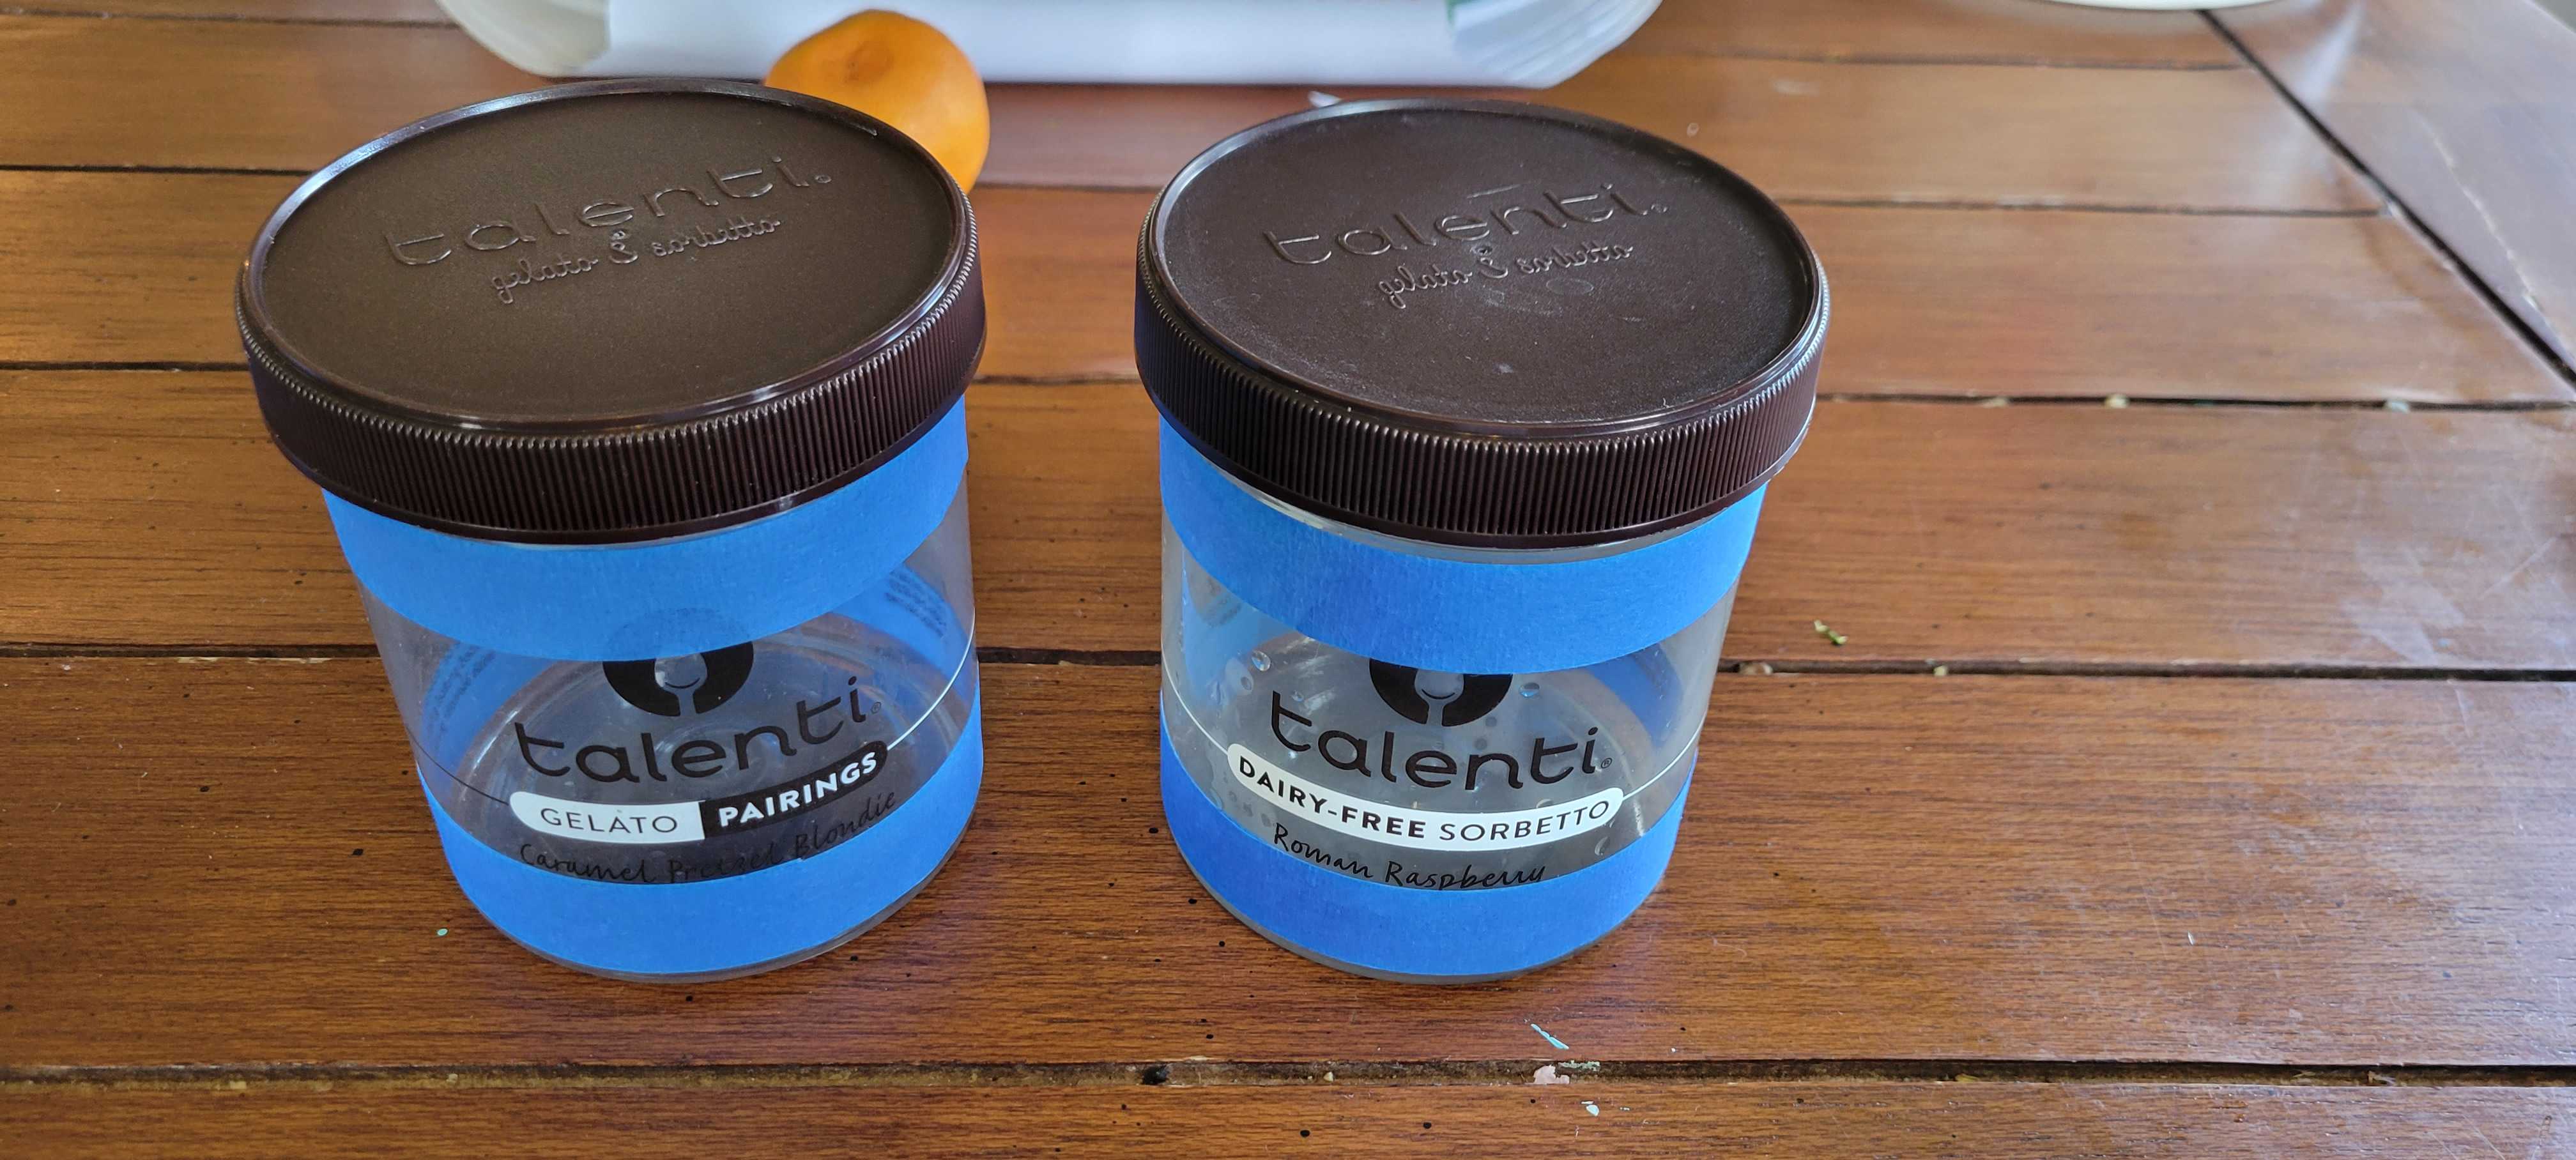 talenti®
gelato & sorbetto
talenti®
GELATO PAIRINGS
Caramel Pretzel Blondie
talenti®
gelato & sorbetto
talenti®
DAIRY-FREE SORBETTO
Roman Raspberry